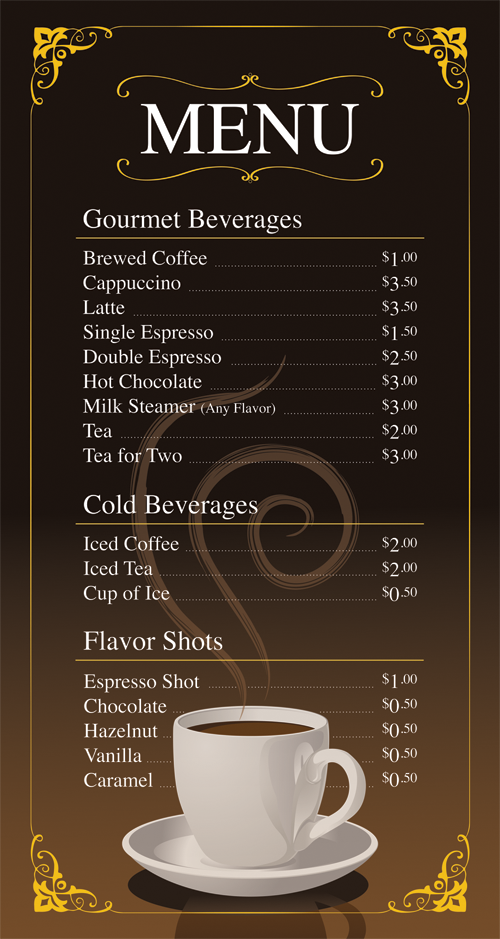 MENU
Gourmet Beverages
Brewed Coffee $1.00
Cappuccino $3.50
Latte $3.50
Single Espresso $1.50
Double Espresso $2.50
Hot Chocolate $3.00
Milk Steamer (Any Flavor) $3.00
Tea $2.00
Tea for Two $3.00
Cold Beverages
Iced Coffee $2.00
Iced Tea $2.00
Cup of Ice $0.50
Flavor Shots
Espresso Shot $1.00
Chocolate $0.50
Hazelnut $0.50
Vanilla $0.50
Caramel $0.50